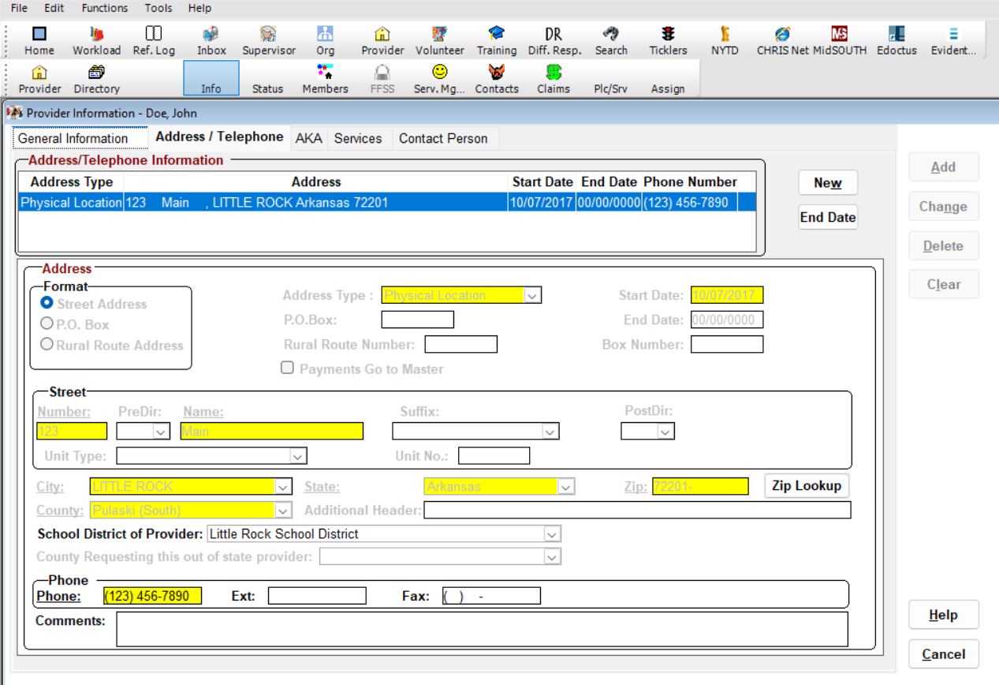 File Edit Functions Tools Help
Home Workload Ref. Log Inbox Supervisor Org Provider Volunteer Training DR Diff. Resp. Search Ticklers NYTD CHRIS Net MS MidSOUTH Edoctus Evident...
Provider Directory Info Status Members FFSS Serv. Mg... Contacts Claims Plc/Srv Assign
Provider Information - Doe, John
General Information Address / Telephone AKA Services Contact Person
Address/Telephone Information
Address Type Address Start Date End Date Phone Number
Physical Location 123 Main , LITTLE ROCK Arkansas 72201 10/07/2017 00/00/0000 (123) 456-7890
New
End Date
Add
Change
Delete
Clear
Address
Format
Street Address
P.O. Box
Rural Route Address
Address Type : Physical Location Start Date: 10/07/2017
P.O.Box: End Date: 00/00/0000
Rural Route Number: Box Number:
Payments Go to Master
Street
Number: PreDir: Name: Suffix: PostDir:
123 Main
Unit Type: Unit No.:
City: LITTLE ROCK State: Arkansas Zip: 72201- Zip Lookup
County: Pulaski (South) Additional Header:
School District of Provider: Little Rock School District
County Requesting this out of state provider:
Phone
Phone: (123) 456-7890 Ext: Fax: ( ) -
Comments:
Help
Cancel